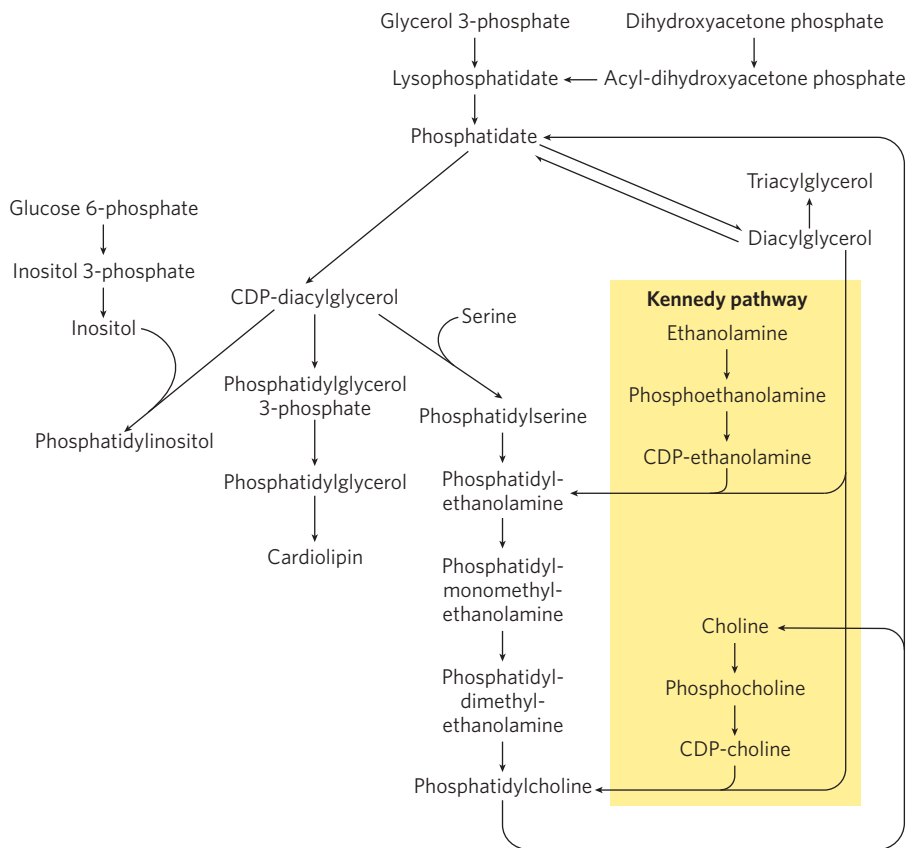 Glycerol 3-phosphate
Dihydroxyacetone phosphate
Lysophosphatidate
Acyl-dihydroxyacetone phosphate
Phosphatidate
Triacylglycerol
Glucose 6-phosphate
Diacylglycerol
Inositol 3-phosphate
CDP-diacylglycerol
Kennedy pathway
Inositol
Serine
Ethanolamine
Phosphatidylglycerol
3-phosphate
Phosphoethanolamine
Phosphatidylinositol
Phosphatidylserine
CDP-ethanolamine
Phosphatidylglycerol
Phosphatidyl-
ethanolamine
Cardiolipin
Phosphatidyl-
monomethyl-
ethanolamine
Choline
Phosphatidyl-
dimethyl-
ethanolamine
Phosphocholine
CDP-choline
Phosphatidylcholine